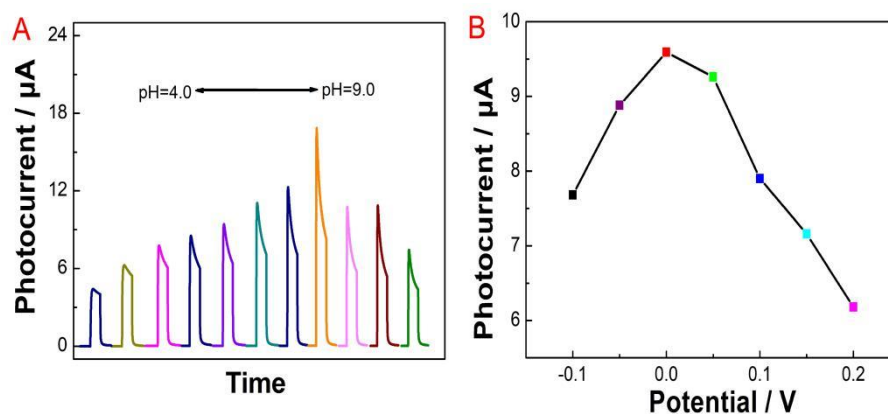 A
Photocurrent / µA
24
18
12
6
0
pH=4.0
pH=9.0
Time
B
Photocurrent / µA
10
9
8
7
6
-0.1
0.0
0.1
0.2
Potential / V